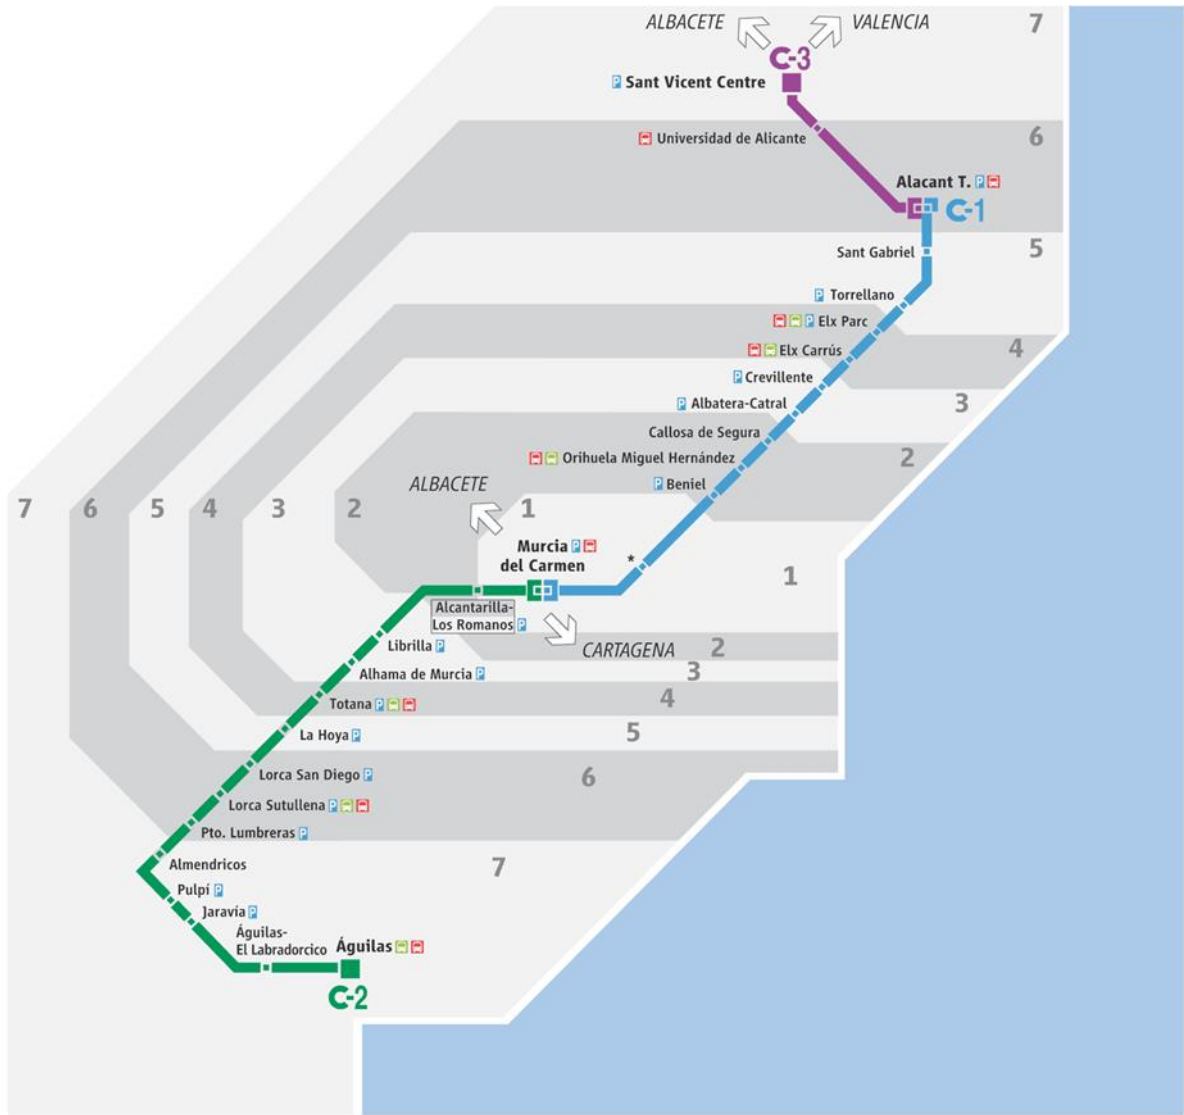 ALBACETE
VALENCIA
7
C-3
P Sant Vicent Centre
Universidad de Alicante
6
Alacant T. P
C-1
Sant Gabriel
5
P Torrellano
P Elx Parc
Elx Carrús
4
P Crevillente
3
P Albatera-Catral
Callosa de Segura
2
Orihuela Miguel Hernández
P Beniel
ALBACETE
7
6
5
4
3
2
1
Murcia P
del Carmen
*
1
Alcantarilla-
Los Romanos P
CARTAGENA
2
Librilla P
3
Alhama de Murcia P
4
Totana P
5
La Hoya P
6
Lorca San Diego P
Lorca Sutullena P
Pto. Lumbreras P
7
Almendricos
Pulpí P
Jaravía P
Águilas-
El Labradorcico
Águilas
C-2